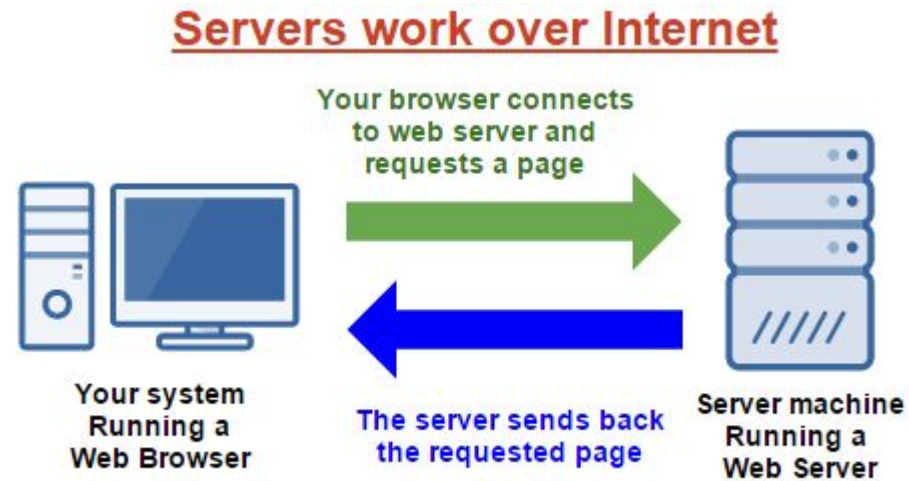 Servers work over Internet
Your browser connects
to web server and
requests a page
Your system
Running a
Web Browser
The server sends back
the requested page
Server machine
Running a
Web Server